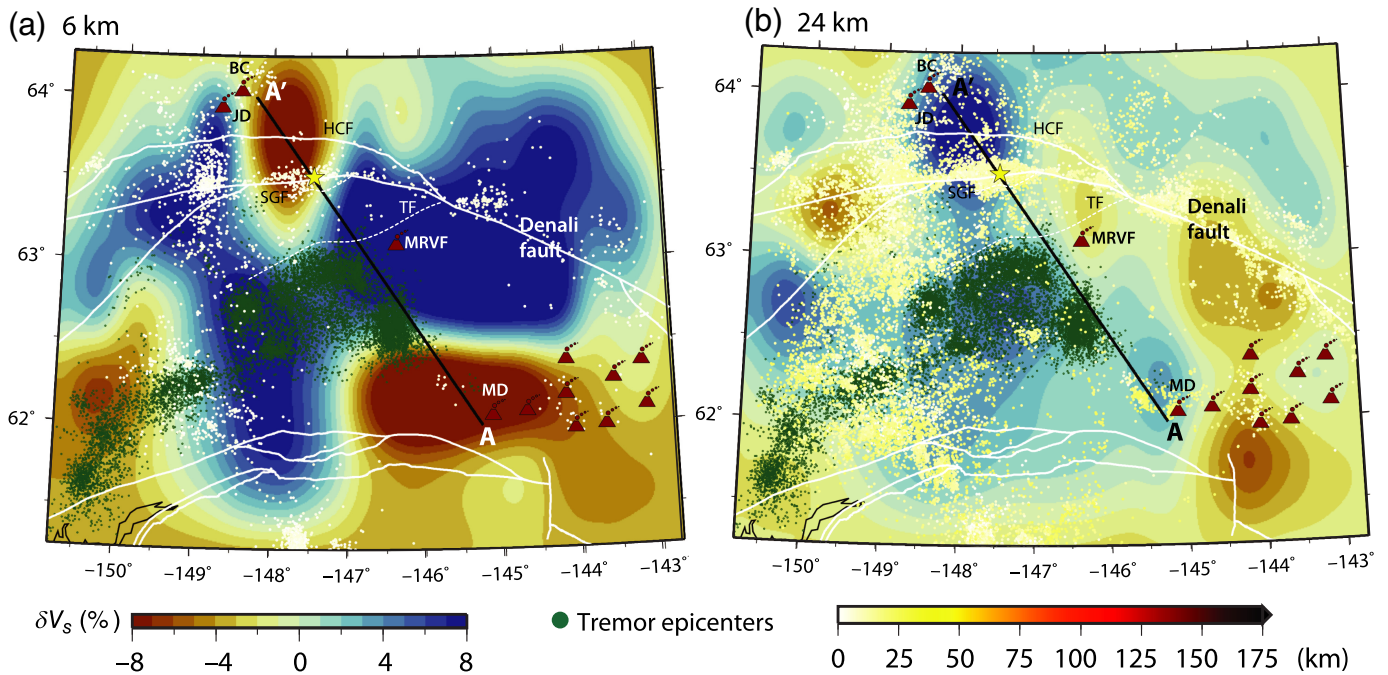 (a) 6 km
(b) 24 km
BC
A'
JD
HCF
SGF
TF
MRVF
Denali
fault
MD
A
64°
63°
62°
−150° −149° −148° −147° −146° −145° −144° −143°
BC
A'
JD
HCF
SGF
TF
MRVF
Denali
fault
MD
A
64°
63°
62°
−150° −149° −148° −147° −146° −145° −144° −143°
δVs (%)
−8 −4 0 4 8
Tremor epicenters
0 25 50 75 100 125 150 175 (km)